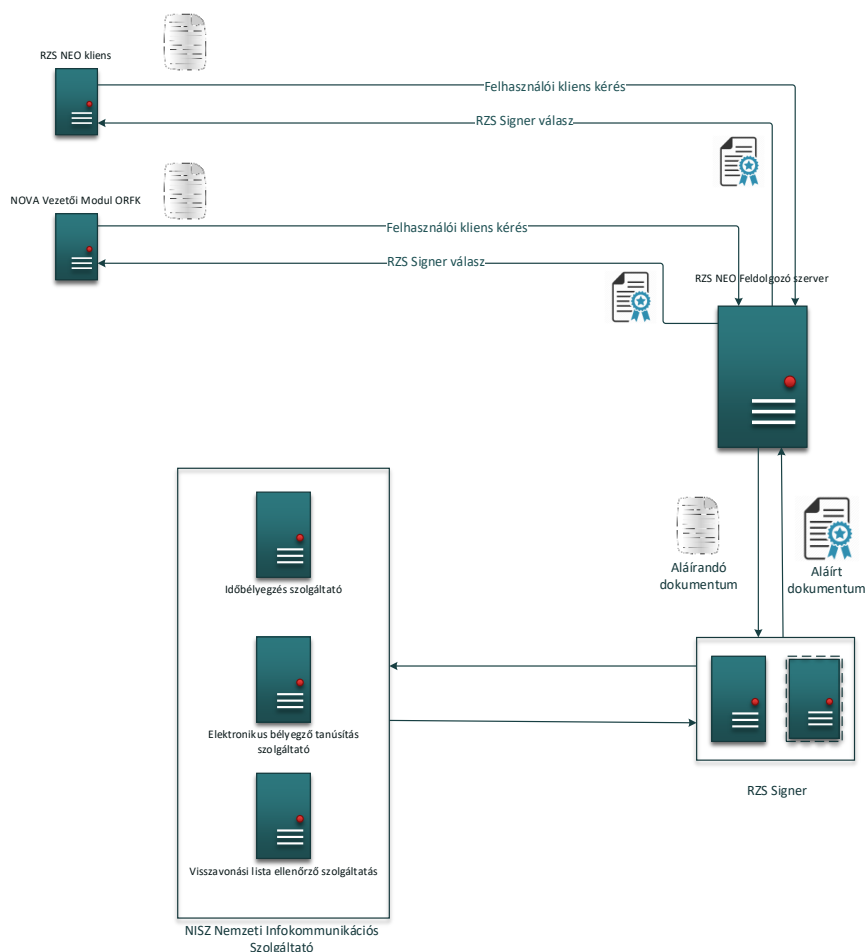 RZS NEO kliens
Felhasználói kliens kérés
RZS Signer válasz
NOVA Vezetői Modul ORFK
Felhasználói kliens kérés
RZS Signer válasz
RZS NEO Feldolgozó szerver
Aláírandó
dokumentum
Aláírt
dokumentum
Időbélyegzés szolgáltató
Elektronikus bélyegző tanúsítás
szolgáltató
Visszavonási lista ellenőrző szolgáltatás
RZS Signer
NISZ Nemzeti Infokommunikációs
Szolgáltató